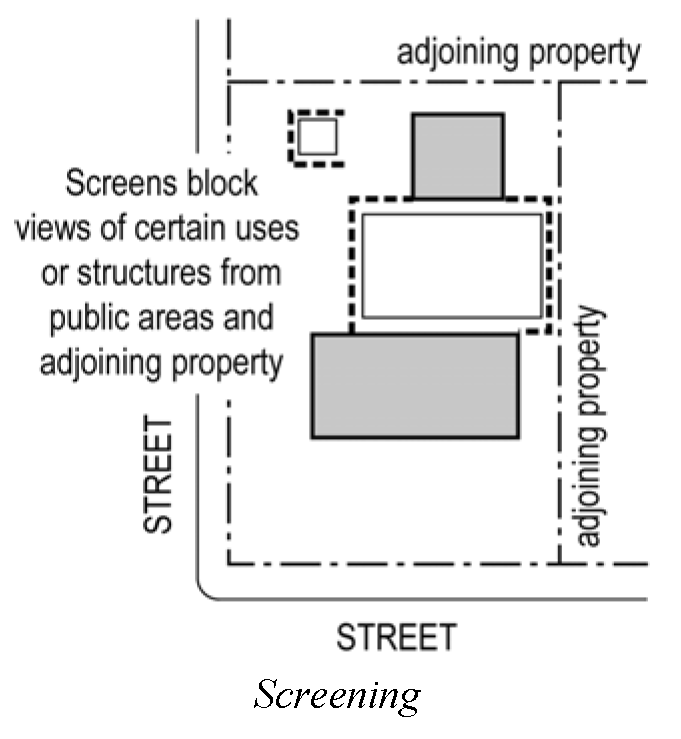 adjoining property
Screens block
views of certain uses
or structures from
public areas and
adjoining property
adjoining property
STREET
STREET
Screening